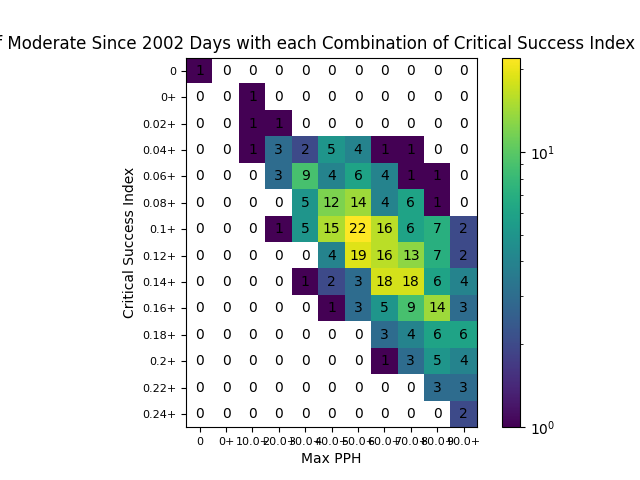 Moderate Since 2002 Days with each Combination of Critical Success Index
0 1 0 0 0 0 0 0 0 0 0 0
0+ 0 0 1 0 0 0 0 0 0 0 0
0.02+ 0 0 1 1 0 0 0 0 0 0 0
0.04+ 0 0 1 3 2 5 4 1 1 0 0
0.06+ 0 0 0 3 9 4 6 4 1 1 0
0.08+ 0 0 0 0 5 12 14 4 6 1 0
0.1+ 0 0 0 1 5 15 22 16 6 7 2
0.12+ 0 0 0 0 0 4 19 16 13 7 2
0.14+ 0 0 0 0 1 2 3 18 18 6 4
0.16+ 0 0 0 0 0 1 3 5 9 14 3
0.18+ 0 0 0 0 0 0 0 3 4 6 6
0.2+ 0 0 0 0 0 0 0 1 3 5 4
0.22+ 0 0 0 0 0 0 0 0 0 3 3
0.24+ 0 0 0 0 0 0 0 0 0 0 2
0 0+ 10.0+ 20.0+ 30.0+ 40.0+ 50.0+ 60.0+ 70.0+ 80.0+ 90.0+
Max PPH
Critical Success Index
10^1
10^0